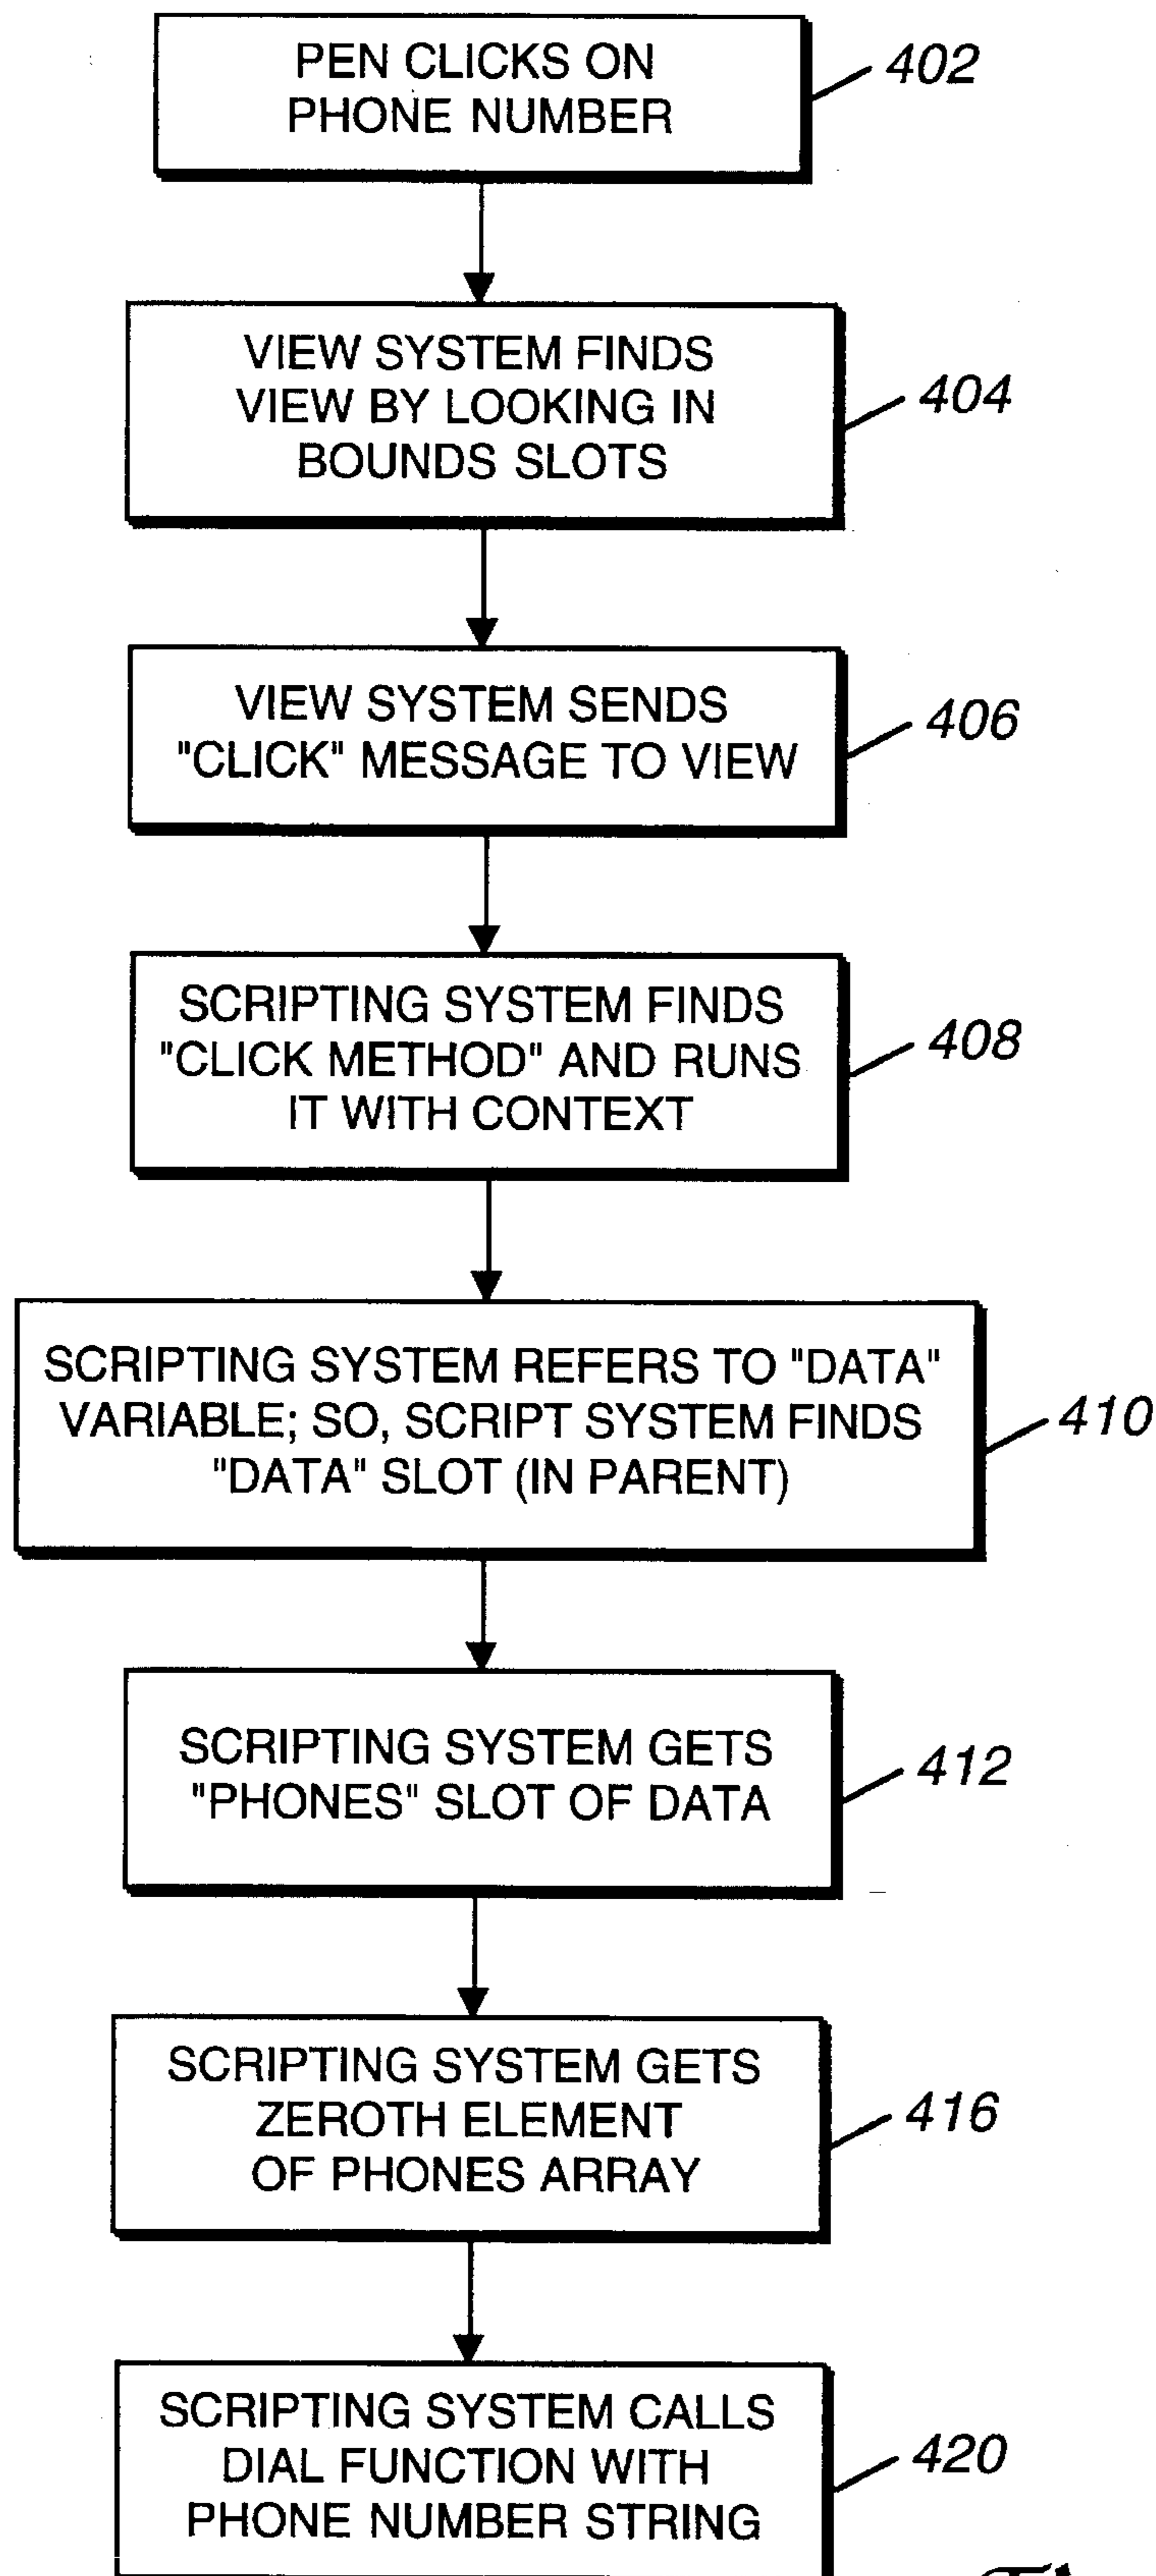 PEN CLICKS ON
PHONE NUMBER
402
VIEW SYSTEM FINDS
VIEW BY LOOKING IN
BOUNDS SLOTS
404
VIEW SYSTEM SENDS
"CLICK" MESSAGE TO VIEW
406
SCRIPTING SYSTEM FINDS
"CLICK METHOD" AND RUNS
IT WITH CONTEXT
408
SCRIPTING SYSTEM REFERS TO "DATA"
VARIABLE; SO, SCRIPT SYSTEM FINDS
"DATA" SLOT (IN PARENT)
410
SCRIPTING SYSTEM GETS
"PHONES" SLOT OF DATA
412
SCRIPTING SYSTEM GETS
ZEROTH ELEMENT
OF PHONES ARRAY
416
SCRIPTING SYSTEM CALLS
DIAL FUNCTION WITH
PHONE NUMBER STRING
420